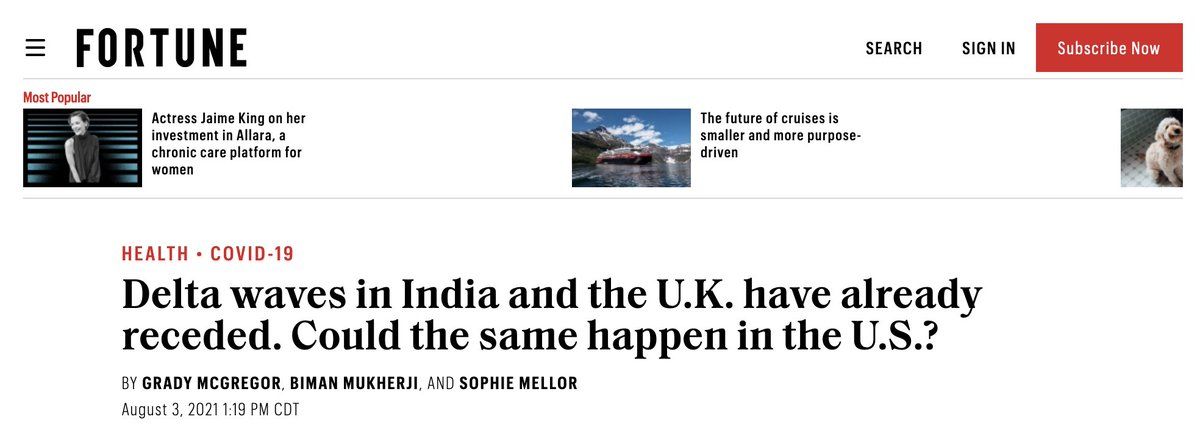 FORTUNE
SEARCH
SIGN IN
Subscribe Now
Most Popular
Actress Jaime King on her
investment in Allara, a
chronic care platform for
women
The future of cruises is
smaller and more purpose-
driven
HEALTH • COVID-19
Delta waves in India and the U.K. have already
receded. Could the same happen in the U.S.?
BY GRADY MCGREGOR, BIMAN MUKHERJI, AND SOPHIE MELLOR
August 3, 2021 1:19 PM CDT